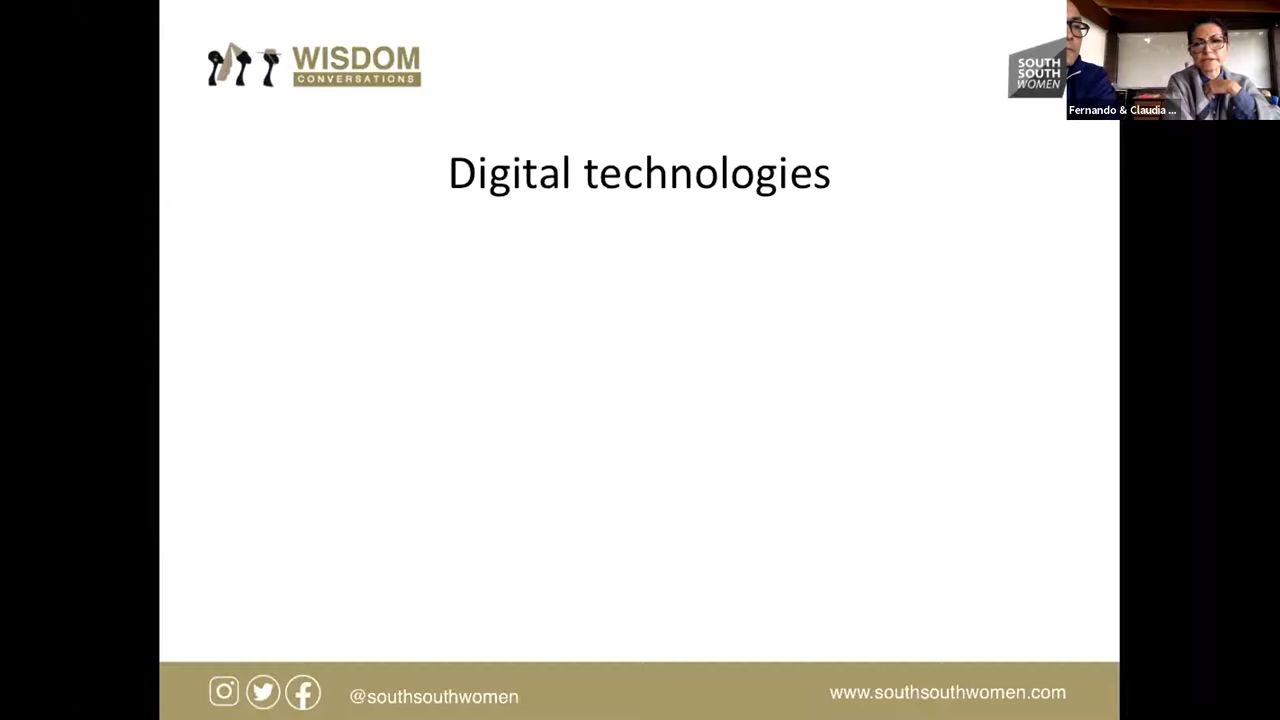 WISDOM
CONVERSATIONS
SOUTH
SOUTH
WOMEN
Fernando & Claudia ...
Digital technologies
@southsouthwomen
www.southsouthwomen.com